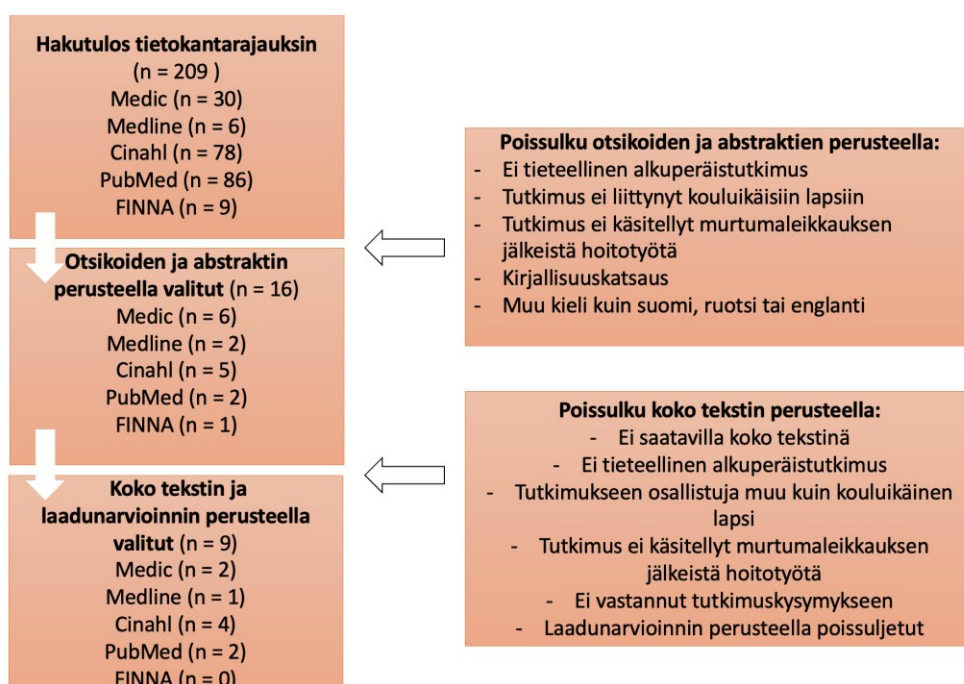 Hakutulos tietokantarajauksin
(n = 209 )
Medic (n = 30)
Medline (n = 6)
Cinahl (n = 78)
PubMed (n = 86)
FINNA (n = 9)
Poissulku otsikoiden ja abstraktien perusteella:
- Ei tieteellinen alkuperäistutkimus
- Tutkimus ei liittynyt kouluikäisiin lapsiin
- Tutkimus ei käsitellyt murtumaleikkauksen
jälkeistä hoitotyötä
- Kirjallisuuskatsaus
- Muu kieli kuin suomi, ruotsi tai englanti
Otsikoiden ja abstraktin
perusteella valitut (n = 16)
Medic (n = 6)
Medline (n = 2)
Cinahl (n = 5)
PubMed (n = 2)
FINNA (n = 1)
Poissulku koko tekstin perusteella:
- Ei saatavilla koko tekstinä
- Ei tieteellinen alkuperäistutkimus
- Tutkimukseen osallistuja muu kuin kouluikäinen
lapsi
- Tutkimus ei käsitellyt murtumaleikkauksen
jälkeistä hoitotyötä
- Ei vastannut tutkimuskysymykseen
- Laadunarvioinnin perusteella poissuljetut
Koko tekstin ja
laadunarvioinnin perusteella
valitut (n = 9)
Medic (n = 2)
Medline (n = 1)
Cinahl (n = 4)
PubMed (n = 2)
FINNA (n = 0)